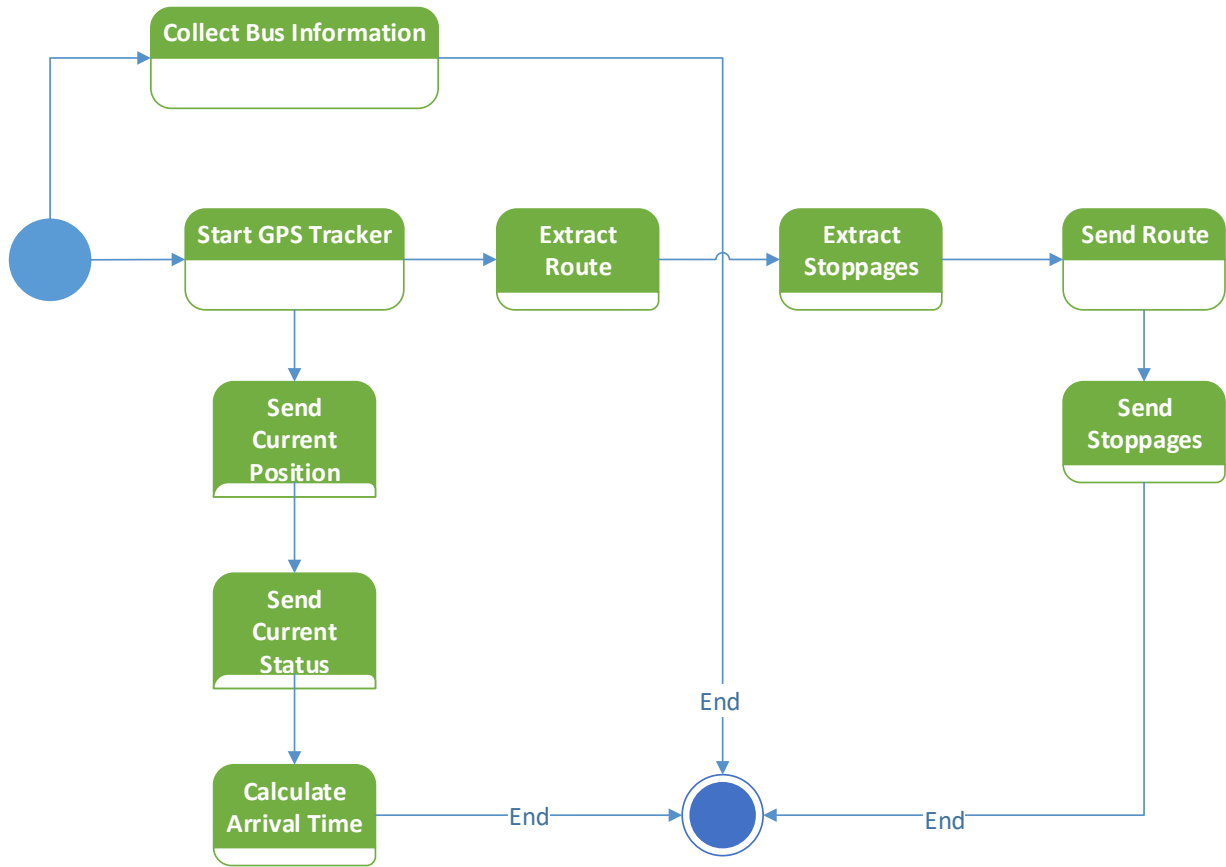 Collect Bus Information
Start GPS Tracker
Extract
Route
Extract
Stoppages
Send Route
Send
Current
Position
Send
Stoppages
Send
Current
Status
End
Calculate
Arrival Time
End
End